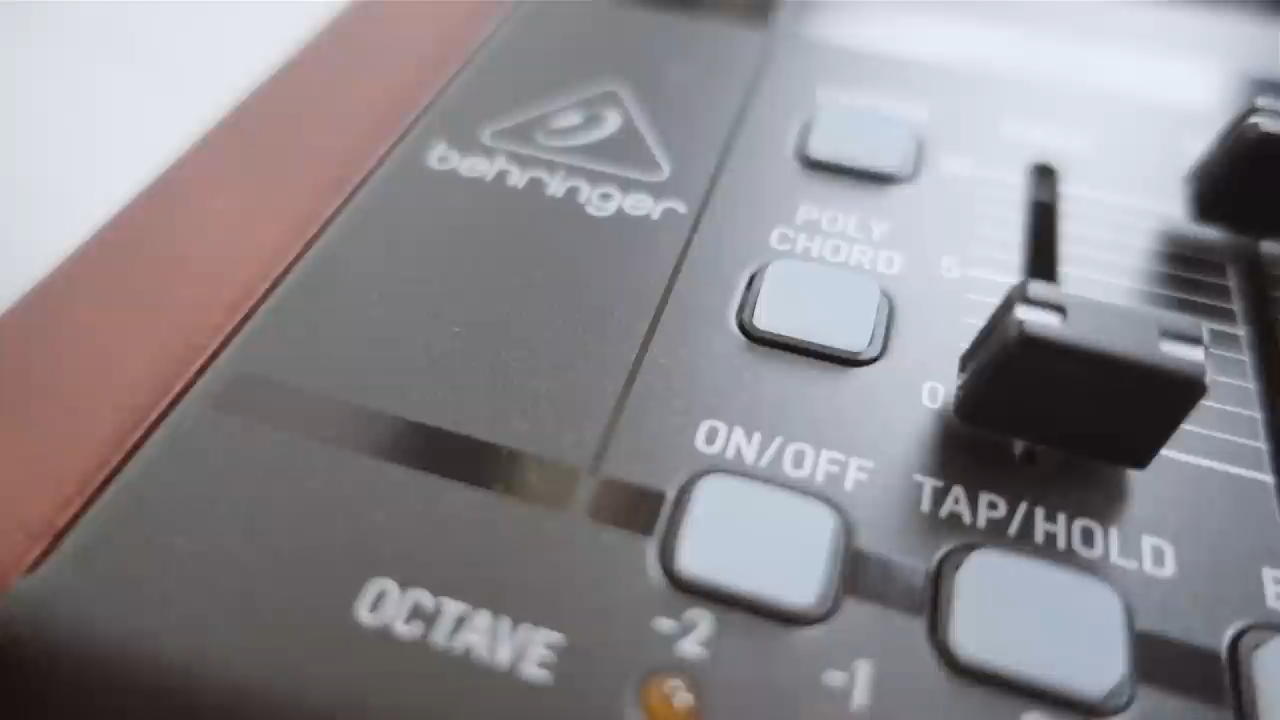 behringer
POLY
CHORD
5
0
ON/OFF
TAP/HOLD
OCTAVE
-2
-1